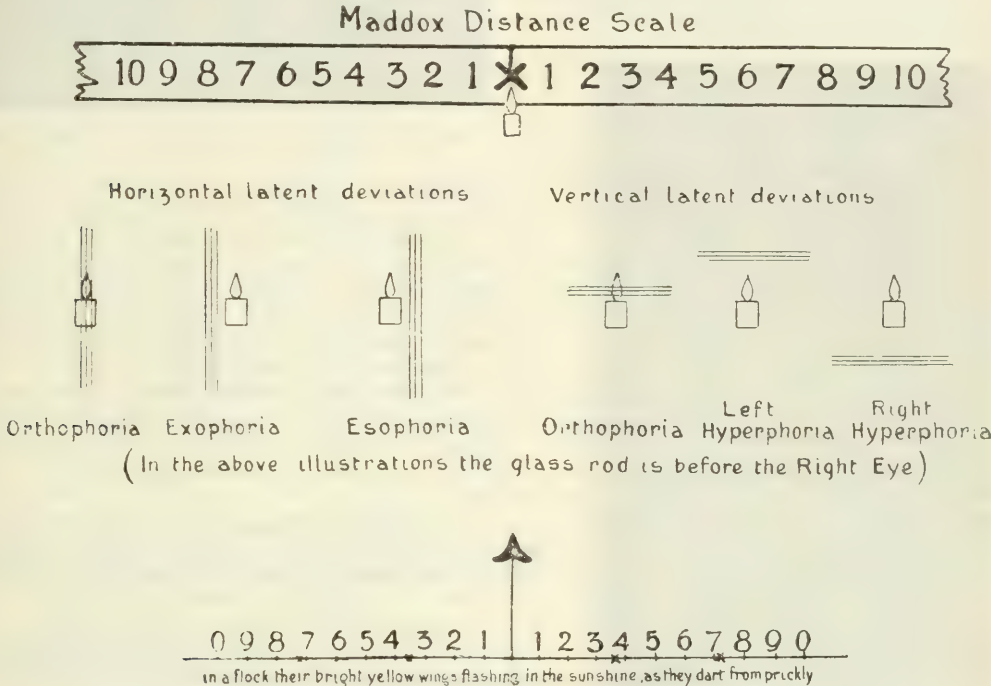 Maddox Distance Scale
10 9 8 7 6 5 4 3 2 1 X 1 2 3 4 5 6 7 8 9 10
Horizontal latent deviations
Vertical latent deviations
Orthophoria Exophoria Esophoria
Orthophoria Left Hyperphoria Right Hyperphoria
(In the above illustrations the glass rod is before the Right Eye)
0 9 8 7 6 5 4 3 2 1 1 2 3 4 5 6 7 8 9 0
in a flock their bright yellow wings flashing in the sunshine, as they dart from prickly